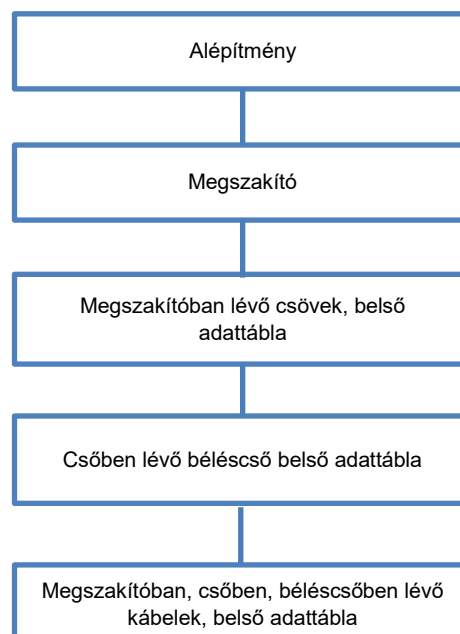 Alépítmény
Megszakító
Megszakítóban lévő csövek, belső
adattábla
Csőben lévő béléscső belső adattábla
Megszakítóban, csőben, béléscsőben lévő
kábelek, belső adattábla